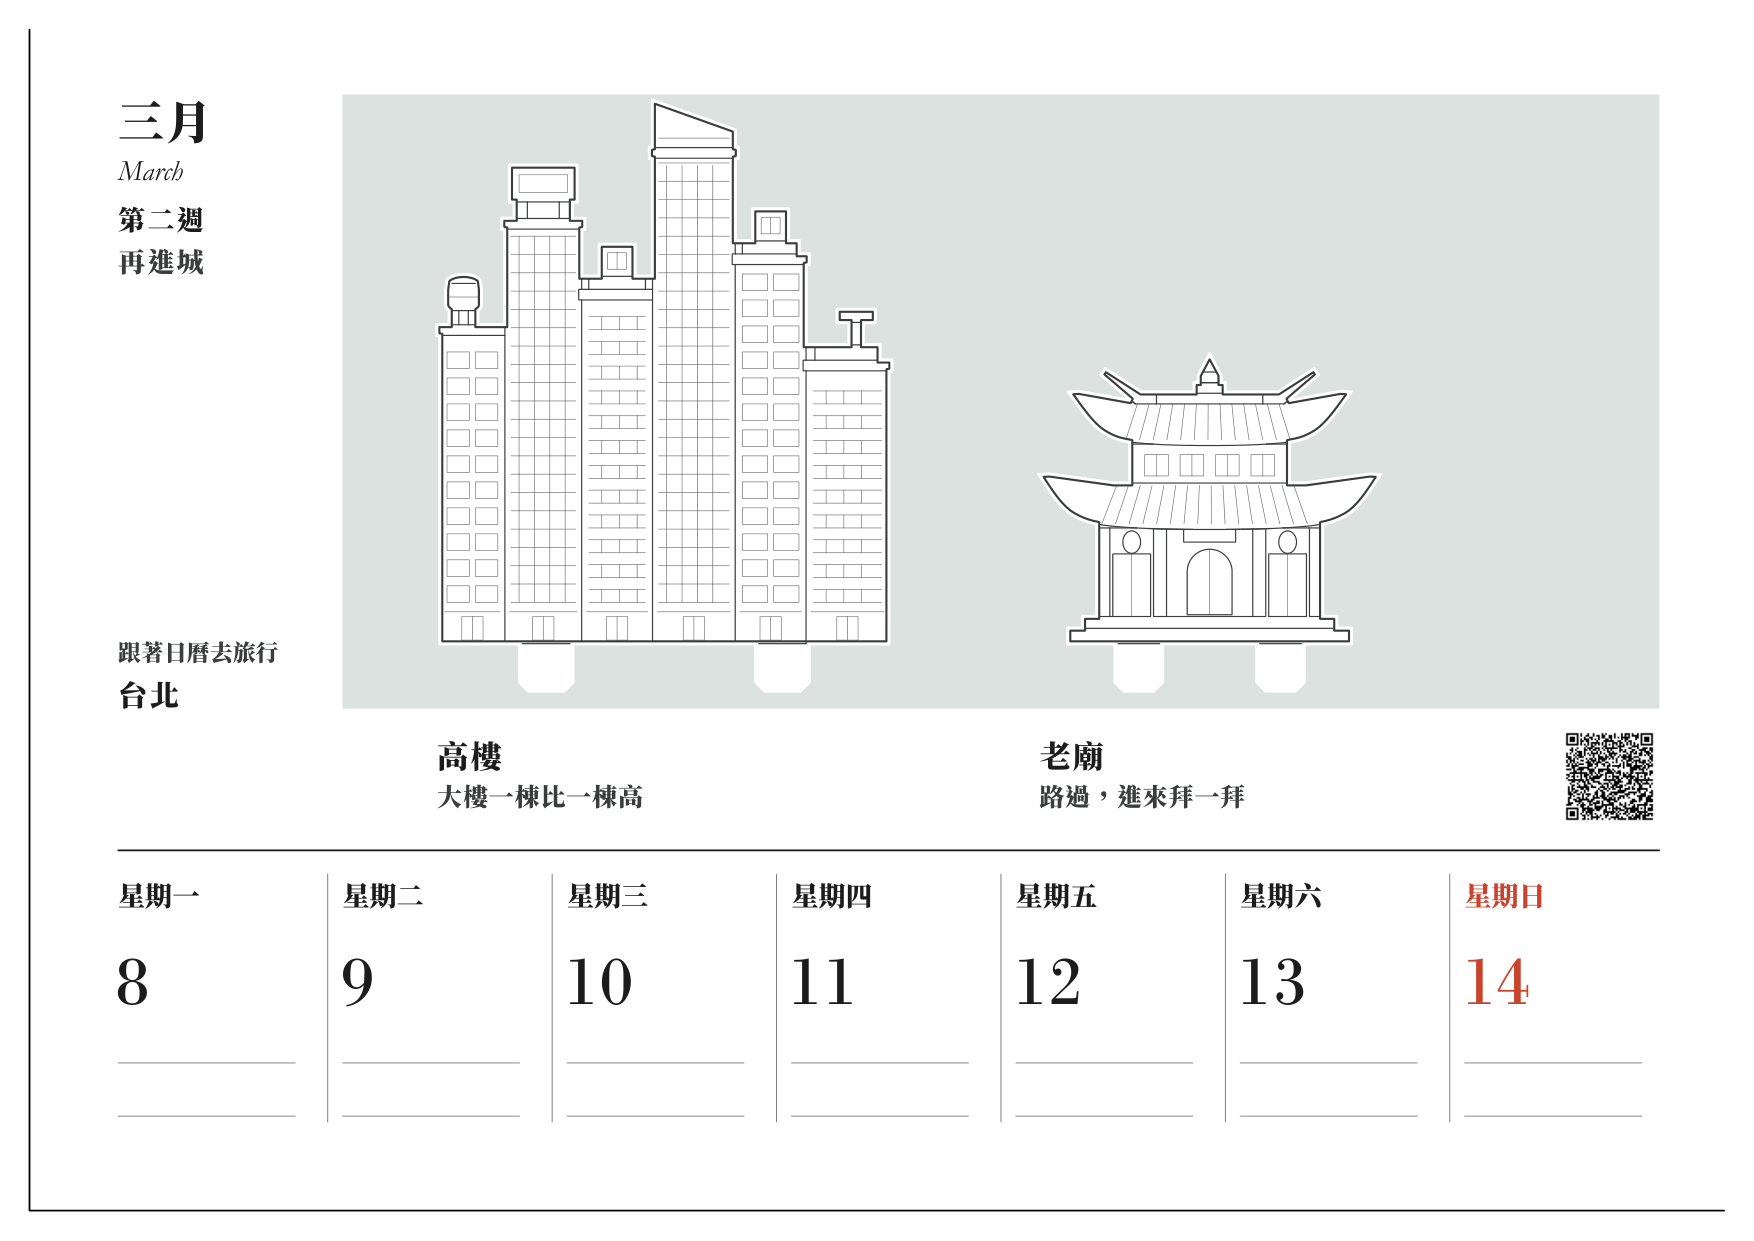 三月
March
第二週
再進城
跟著日曆去旅行
台北
高樓
大樓一棟比一棟高
老廟
路過，進來拜一拜
星期一
8
星期二
9
星期三
10
星期四
11
星期五
12
星期六
13
星期日
14